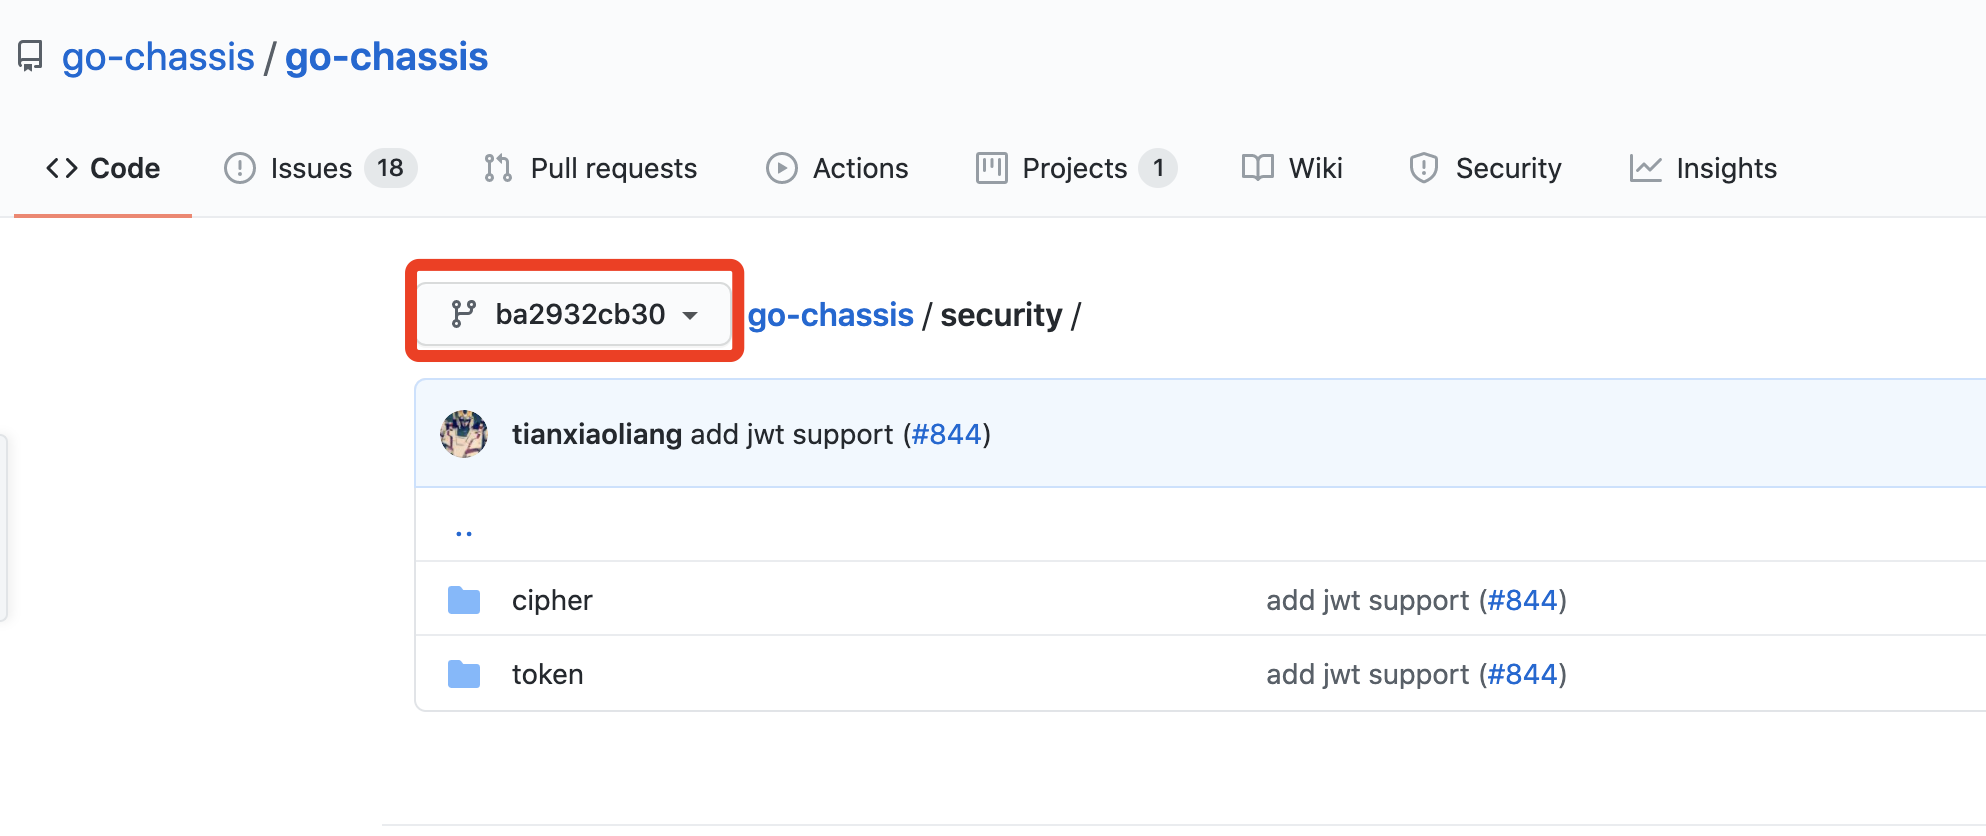 go-chassis / go-chassis
Code Issues 18 Pull requests Actions Projects 1 Wiki Security Insights
ba2932cb30 go-chassis / security /
tianxiaoliang add jwt support (#844)
..
cipher add jwt support (#844)
token add jwt support (#844)